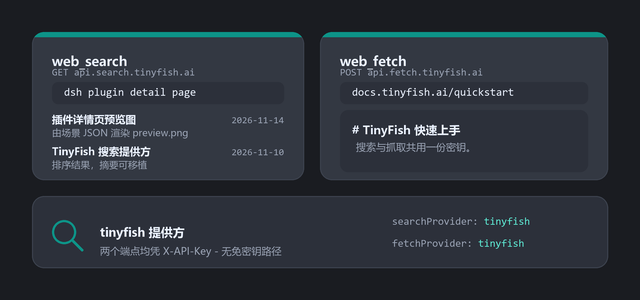 web_search
GET api.search.tinyfish.ai
dsh plugin detail page
插件详情页预览图 2026-11-14
由场景 JSON 渲染 preview.png
TinyFish 搜索提供方 2026-11-10
排序结果，摘要可移植
web_fetch
POST api.fetch.tinyfish.ai
docs.tinyfish.ai/quickstart
# TinyFish 快速上手
搜索与抓取共用一份密钥。
tinyfish 提供方
两个端点均凭 X-API-Key - 无免密钥路径
searchProvider: tinyfish
fetchProvider: tinyfish